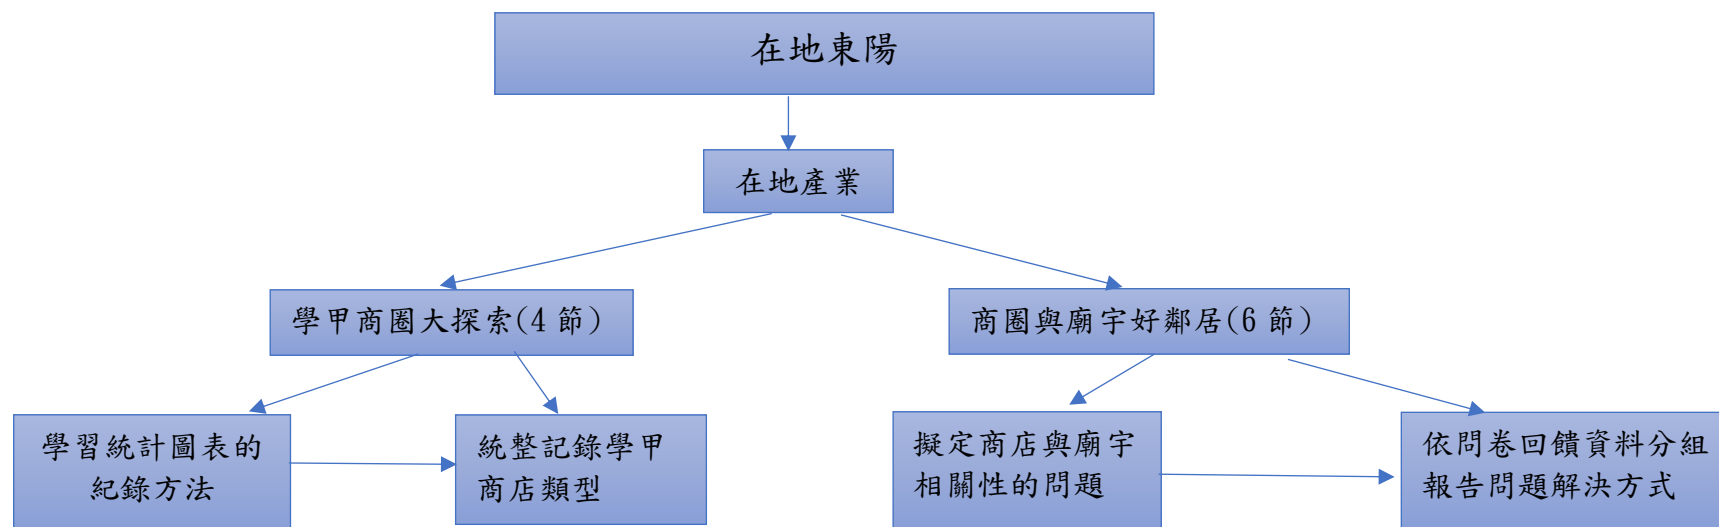 在地東陽
在地產業
學甲商圈大探索(4 節)
商圈與廟宇好鄰居(6 節)
學習統計圖表的
紀錄方法
統整記錄學甲
商店類型
擬定商店與廟宇
相關性的問題
依問卷回饋資料分組
報告問題解決方式